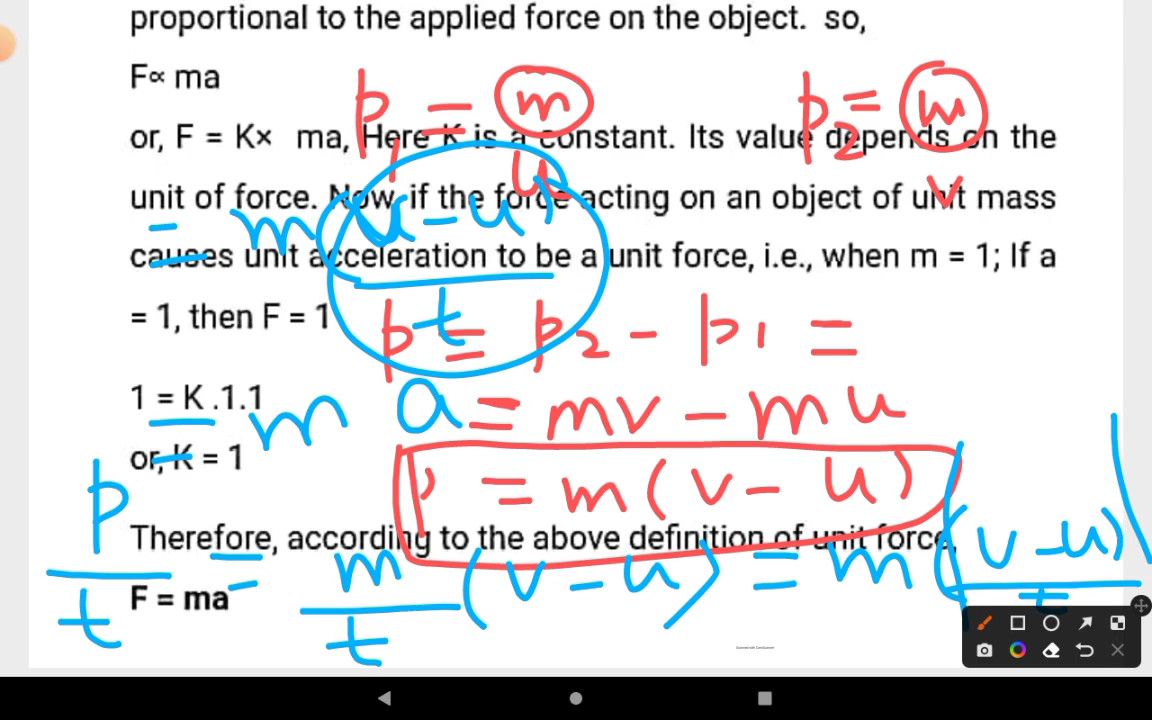 proportional to the applied force on the object. so,
F∝ ma
p₁ = m u
p₂ = m v
or, F = K× ma, Here K is a constant. Its value depends on the
unit of force. Now if the force acting on an object of unit mass
= m (v - u) / t
causes unit acceleration to be a unit force, i.e., when m = 1; If a
= 1, then F = 1
p = p₂ - p₁ =
1 = K .1.1
= m a
= mv - mu
or, K = 1
p = m (v - u)
Therefore, according to the above definition of unit force,
p / t = m / t (v - u) = m (v - u) / t
F = ma